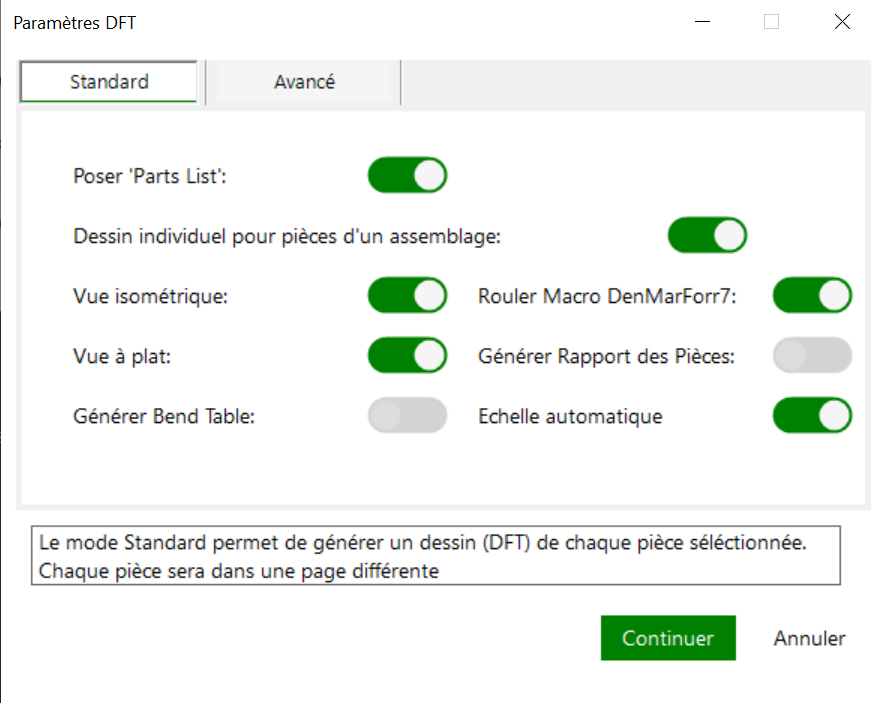 Paramètres DFT
Standard
Avancé
Poser 'Parts List':
Dessin individuel pour pièces d'un assemblage:
Vue isométrique:
Rouler Macro DenMarForr7:
Vue à plat:
Générer Rapport des Pièces:
Générer Bend Table:
Echelle automatique
Le mode Standard permet de générer un dessin (DFT) de chaque pièce séléctionnée.
Chaque pièce sera dans une page différente
Continuer
Annuler